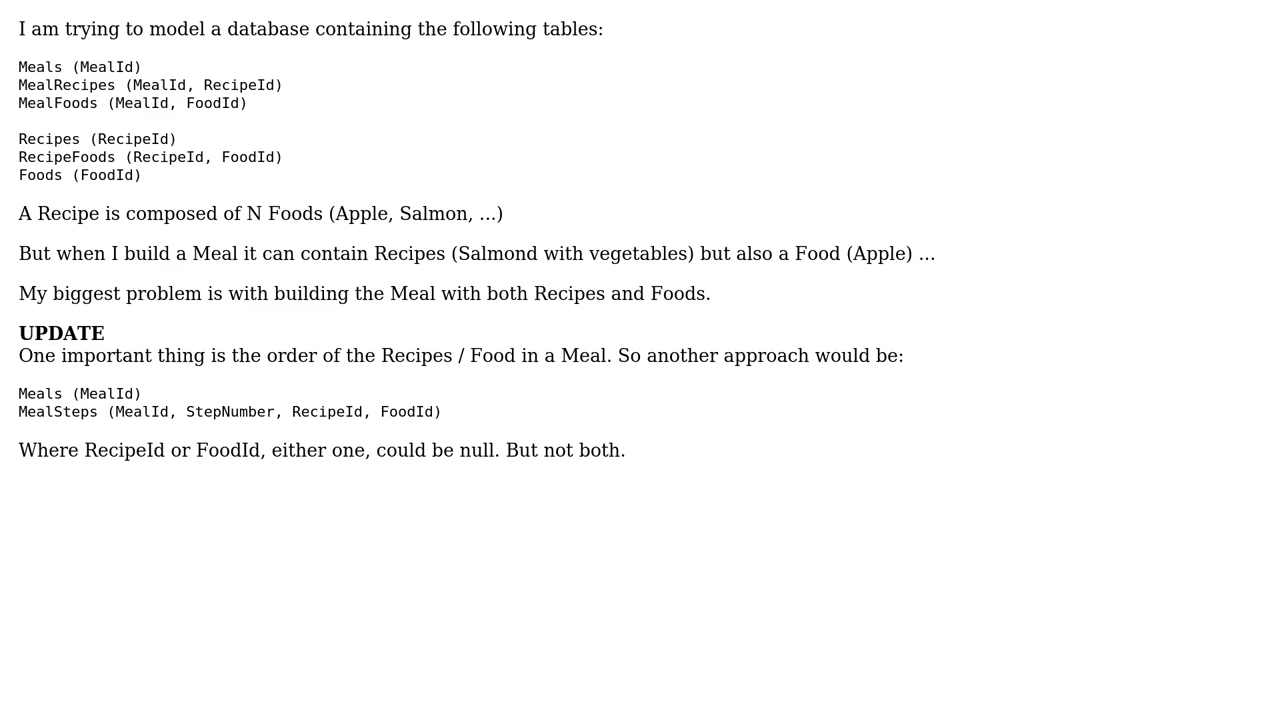 I am trying to model a database containing the following tables:
Meals (MealId)
MealRecipes (MealId, RecipeId)
MealFoods (MealId, FoodId)
Recipes (RecipeId)
RecipeFoods (RecipeId, FoodId)
Foods (FoodId)
A Recipe is composed of N Foods (Apple, Salmon, ...)
But when I build a Meal it can contain Recipes (Salmond with vegetables) but also a Food (Apple) ...
My biggest problem is with building the Meal with both Recipes and Foods.
UPDATE
One important thing is the order of the Recipes / Food in a Meal. So another approach would be:
Meals (MealId)
MealSteps (MealId, StepNumber, RecipeId, FoodId)
Where RecipeId or FoodId, either one, could be null. But not both.